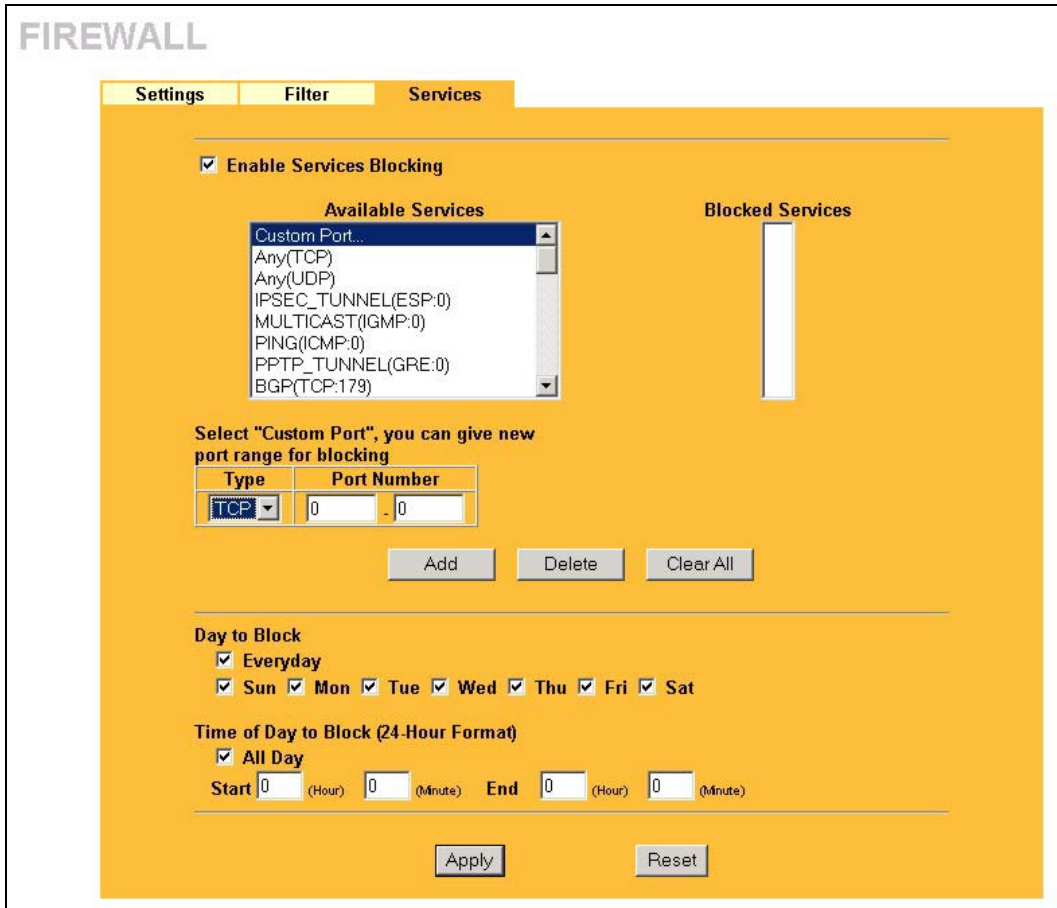 FIREWALL
Settings Filter Services
Enable Services Blocking
Available Services Blocked Services
Custom Port...
Any(TCP)
Any(UDP)
IPSEC_TUNNEL(ESP:0)
MULTICAST(IGMP:0)
PING(ICMP:0)
PPTP_TUNNEL(GRE:0)
BGP(TCP:179)
Select "Custom Port", you can give new
port range for blocking
Type Port Number
TCP 0 - 0
Add Delete Clear All
Day to Block
Everyday
Sun Mon Tue Wed Thu Fri Sat
Time of Day to Block (24-Hour Format)
All Day
Start 0 (Hour) 0 (Minute) End 0 (Hour) 0 (Minute)
Apply Reset